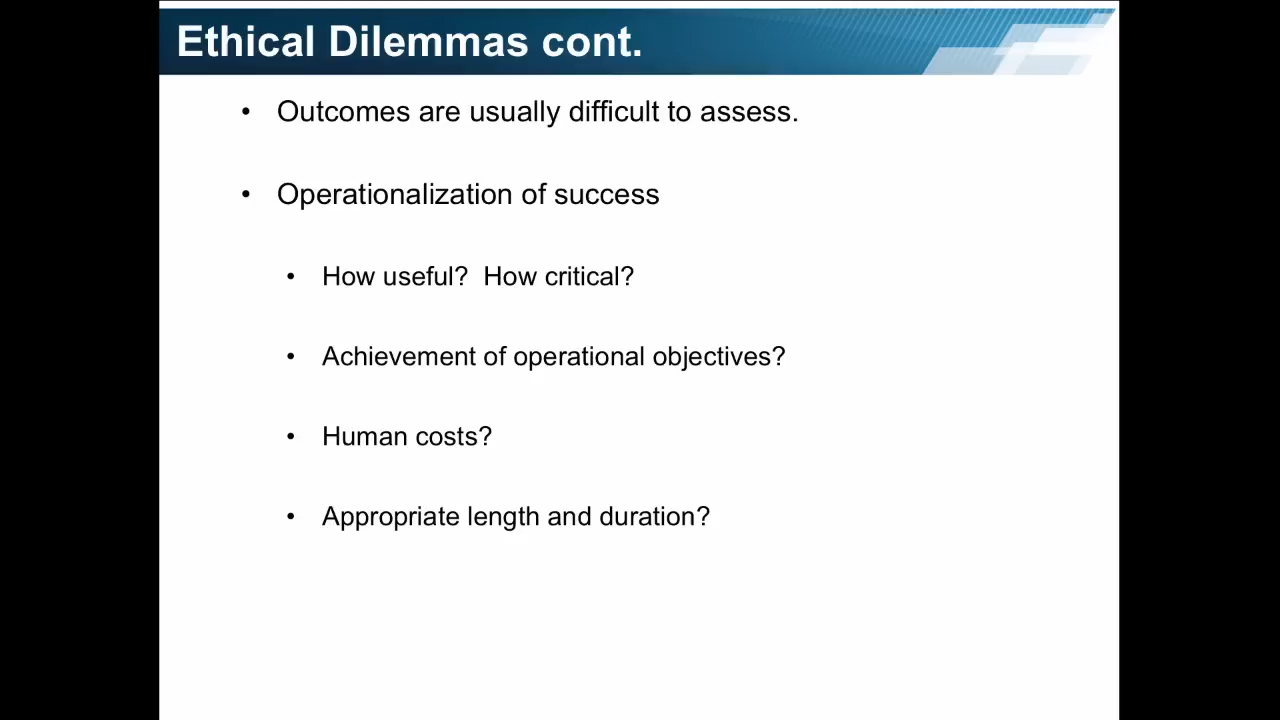 Ethical Dilemmas cont.
• Outcomes are usually difficult to assess.
• Operationalization of success
• How useful?  How critical?
• Achievement of operational objectives?
• Human costs?
• Appropriate length and duration?